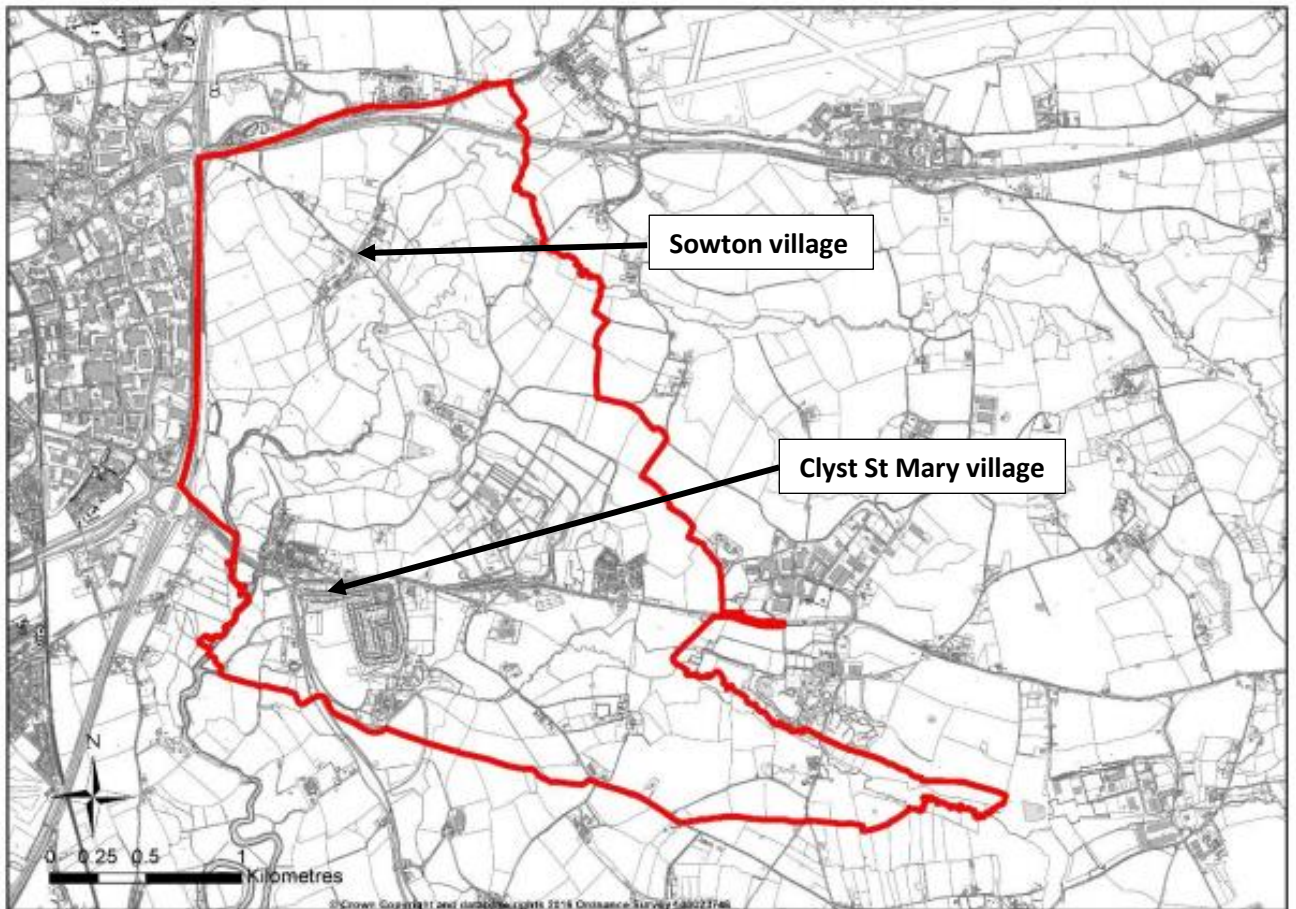 Sowton village
Clyst St Mary village
N
0 0.25 0.5 1
Kilometres
© Crown Copyright and database rights 2016 Ordnance Survey 100023746